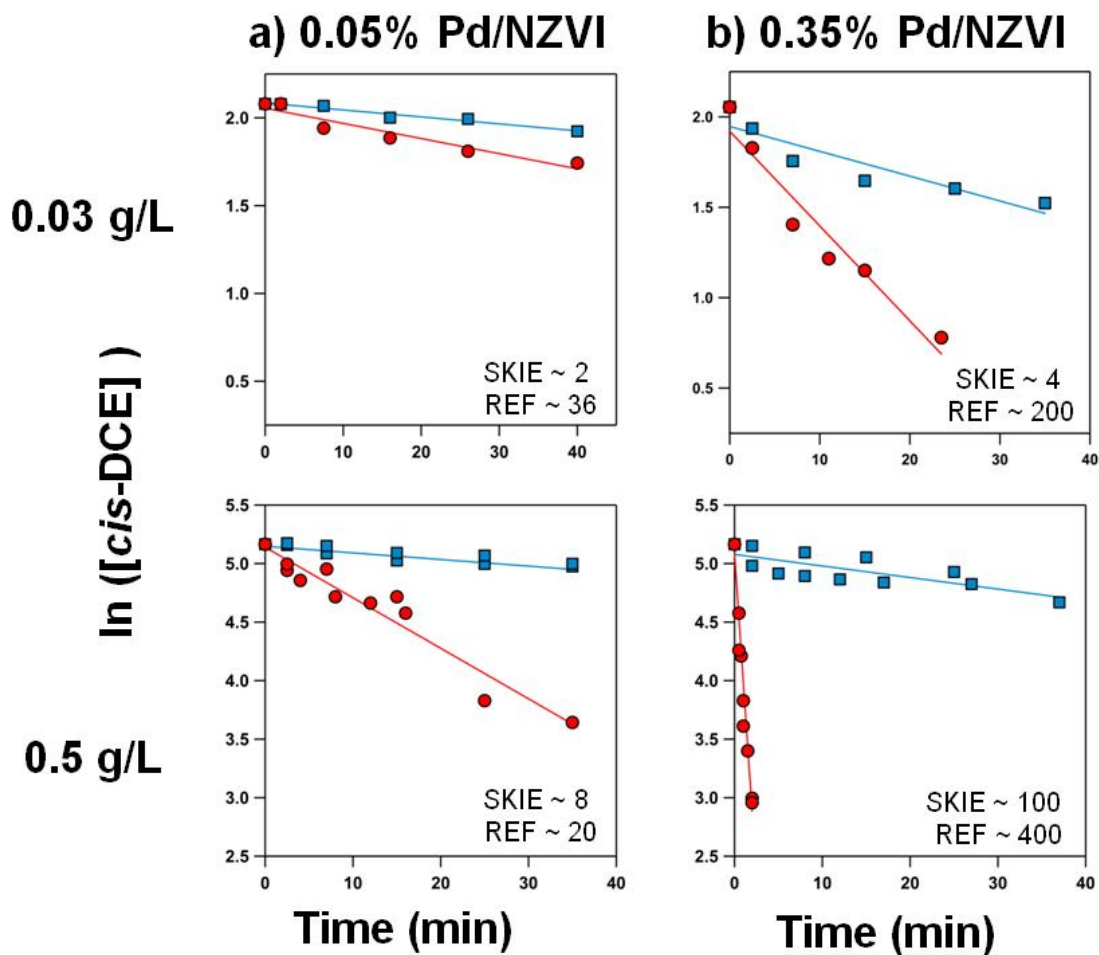 a) 0.05% Pd/NZVI
b) 0.35% Pd/NZVI
0.03 g/L
2.0
1.5
1.0
0.5
0 10 20 30 40
SKIE ~ 2
REF ~ 36
2.0
1.5
1.0
0.5
0 10 20 30 40
SKIE ~ 4
REF ~ 200
ln ([cis-DCE] )
0.5 g/L
5.5
5.0
4.5
4.0
3.5
3.0
2.5
0 10 20 30 40
SKIE ~ 8
REF ~ 20
Time (min)
5.5
5.0
4.5
4.0
3.5
3.0
2.5
0 10 20 30 40
SKIE ~ 100
REF ~ 400
Time (min)